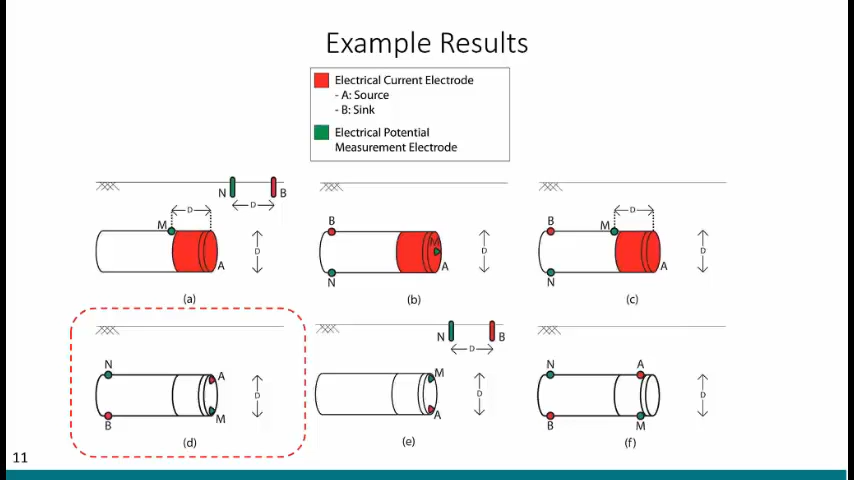 Example Results
Electrical Current Electrode
- A: Source
- B: Sink
Electrical Potential
Measurement Electrode
N
B
D
M
D
D
A
(a)
B
M
D
A
N
(b)
B
M
D
D
A
N
(c)
N
A
D
B
M
(d)
N
B
D
M
D
A
(e)
N
A
D
B
M
(f)
11